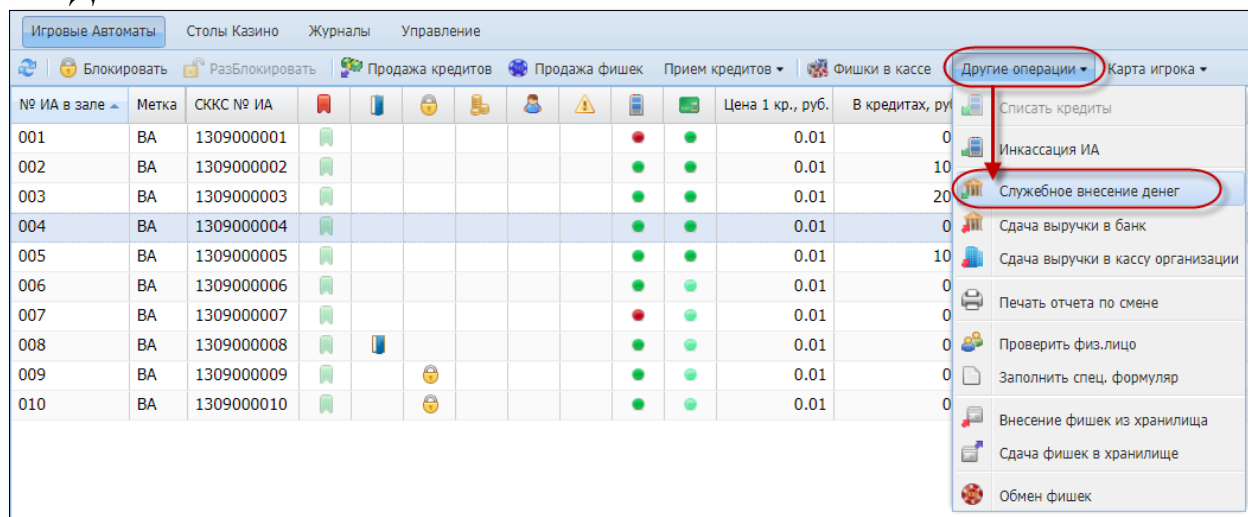 Игровые Автоматы Столы Казино Журналы Управление
Блокировать РазБлокировать Продажа кредитов Продажа фишек Прием кредитов Фишки в кассе Другие операции Карта игрока
№ ИА в зале Метка СККС № ИА Цена 1 кр., руб. В кредитах, ру
Списать кредиты
001 ВА 1309000001 0.01 0
Инкассация ИА
002 ВА 1309000002 0.01 10
003 ВА 1309000003 0.01 20
Служебное внесение денег
004 ВА 1309000004 0.01 0
Сдача выручки в банк
005 ВА 1309000005 0.01 10
Сдача выручки в кассу организации
006 ВА 1309000006 0.01 0
Печать отчета по смене
007 ВА 1309000007 0.01 0
008 ВА 1309000008 0.01 0
Проверить физ.лицо
009 ВА 1309000009 0.01 0
Заполнить спец. формуляр
010 ВА 1309000010 0.01 0
Внесение фишек из хранилища
Сдача фишек в хранилище
Обмен фишек